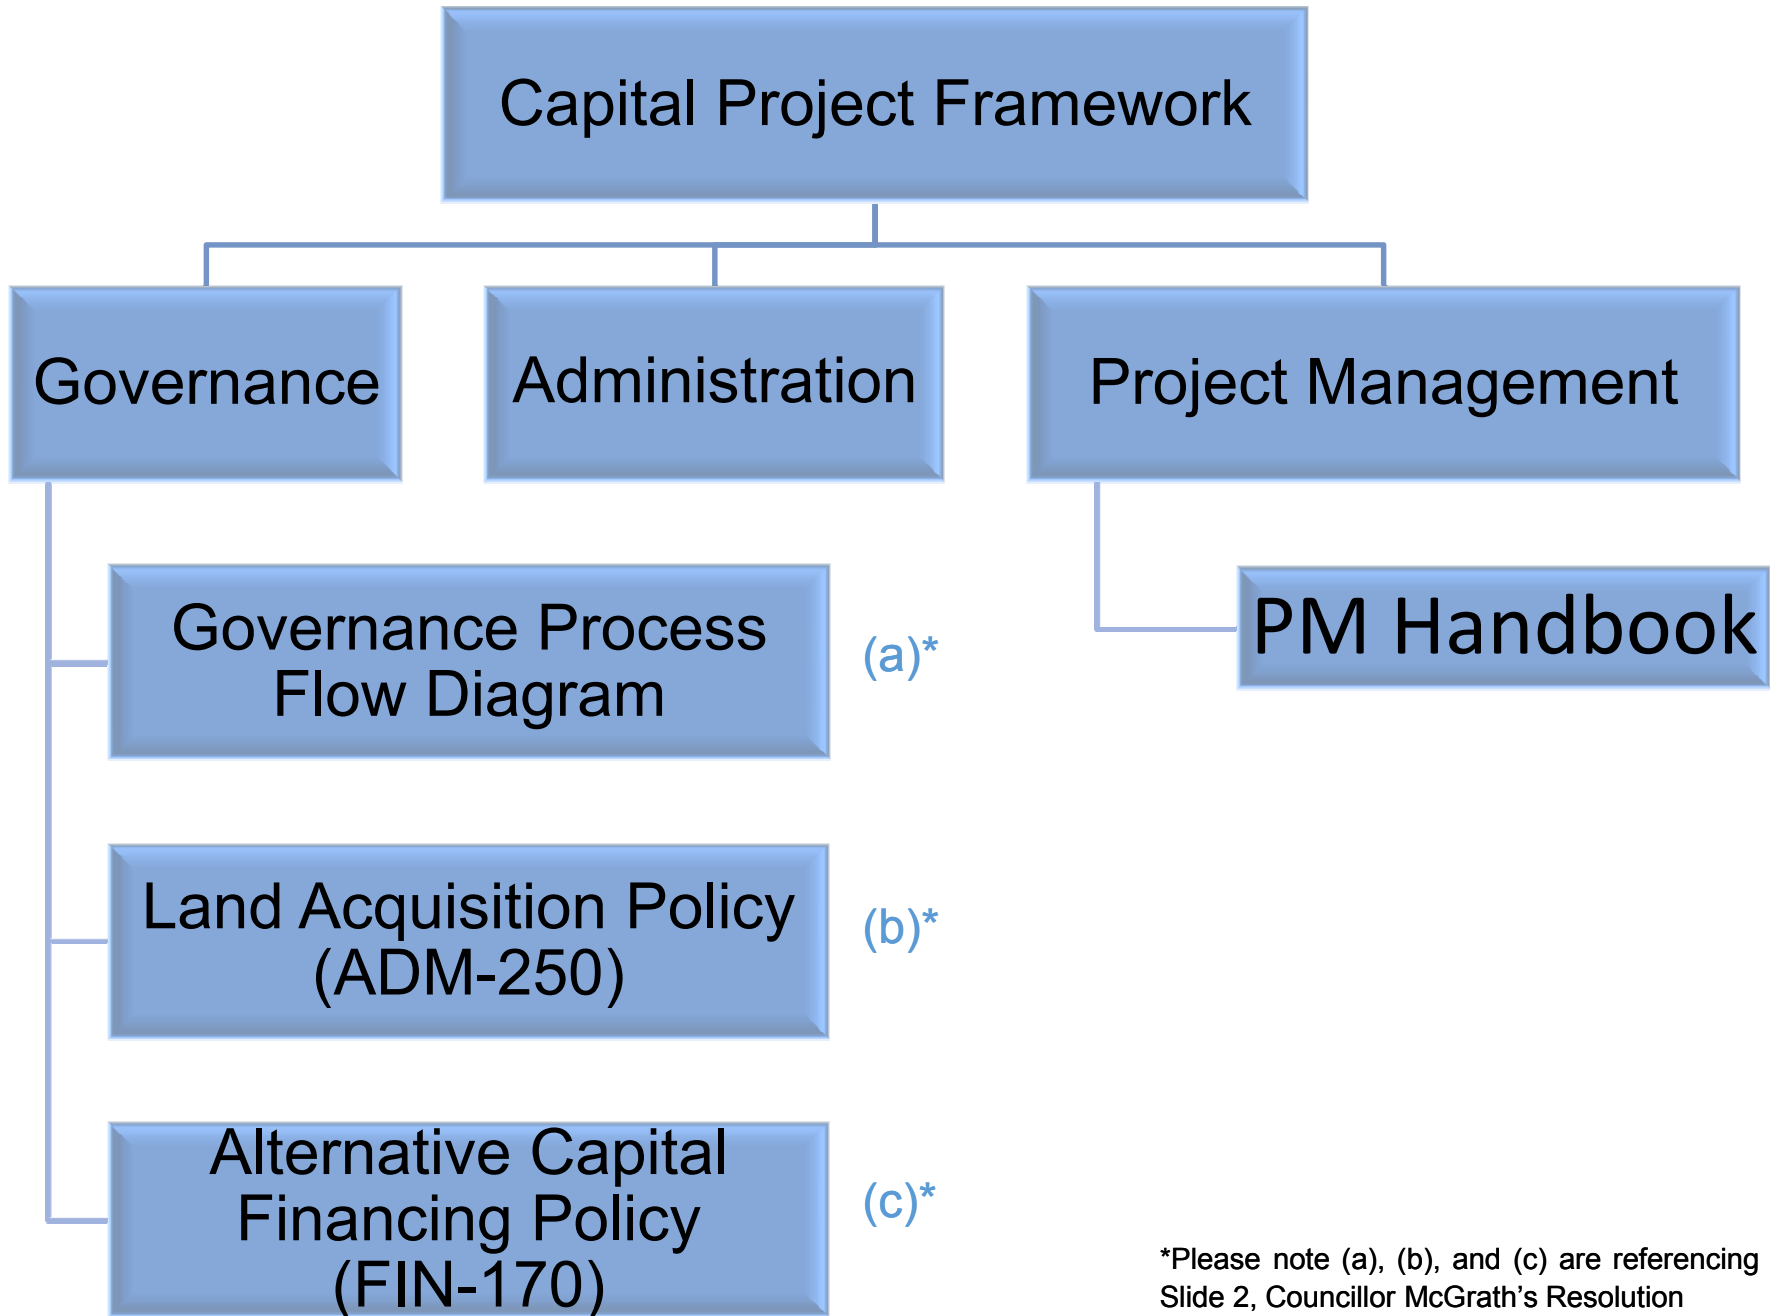 Capital Project Framework
Governance
Administration
Project Management
Governance Process
Flow Diagram
(a)*
PM Handbook
Land Acquisition Policy
(ADM-250)
(b)*
Alternative Capital
Financing Policy
(FIN-170)
(c)*
*Please note (a), (b), and (c) are referencing
Slide 2, Councillor McGrath's Resolution